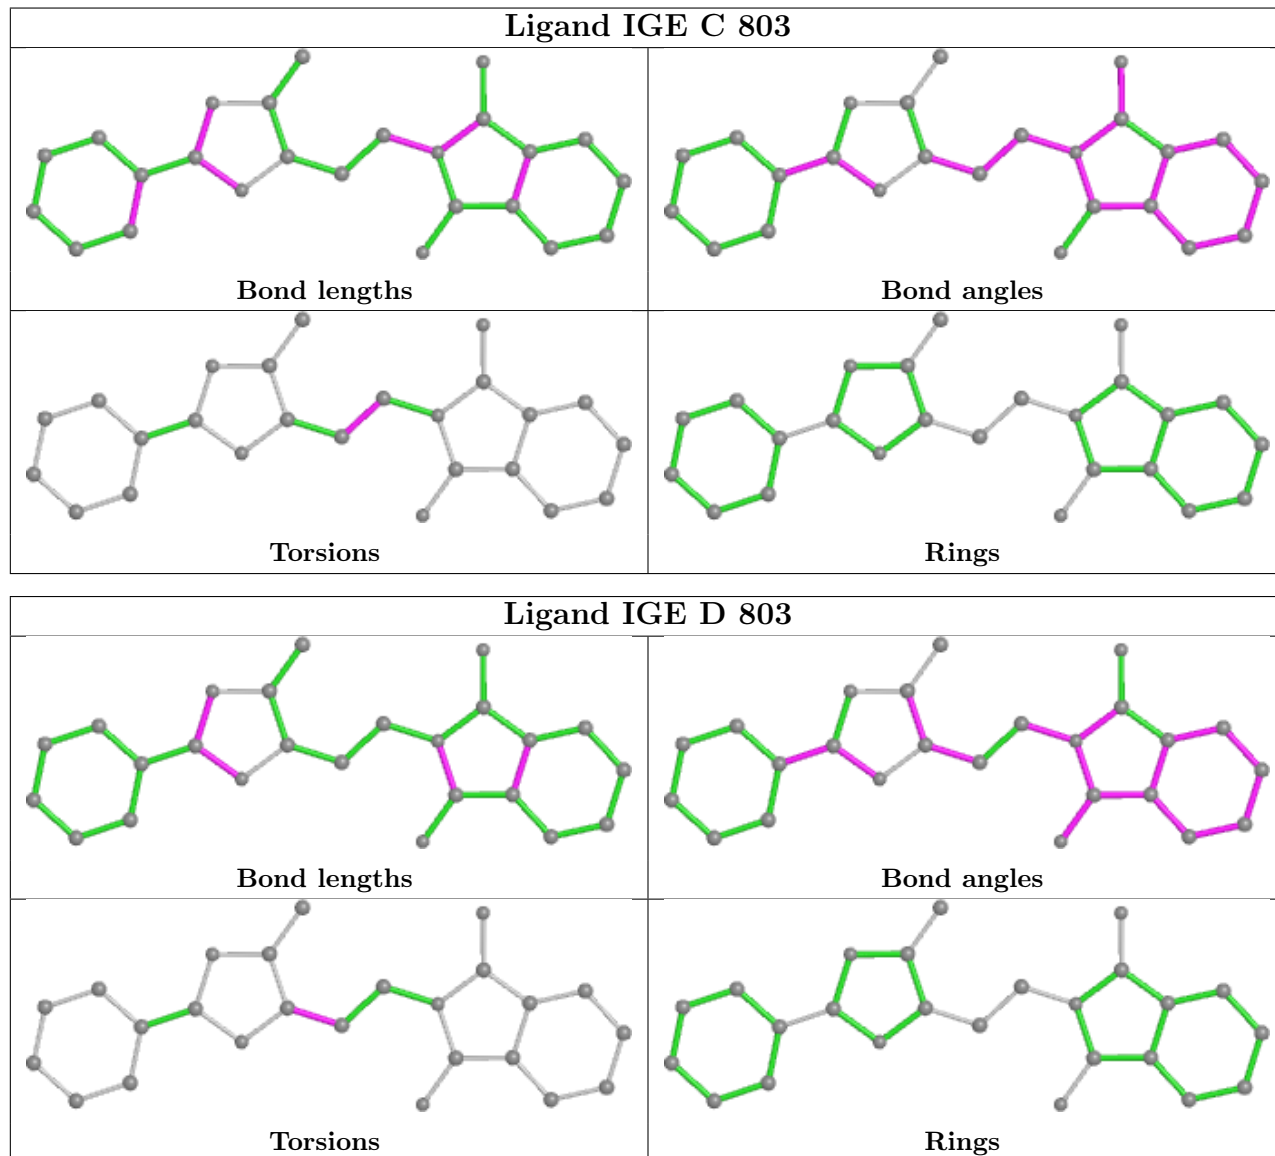 Ligand IGE C 803
Bond lengths
Bond angles
Torsions
Rings
Ligand IGE D 803
Bond lengths
Bond angles
Torsions
Rings